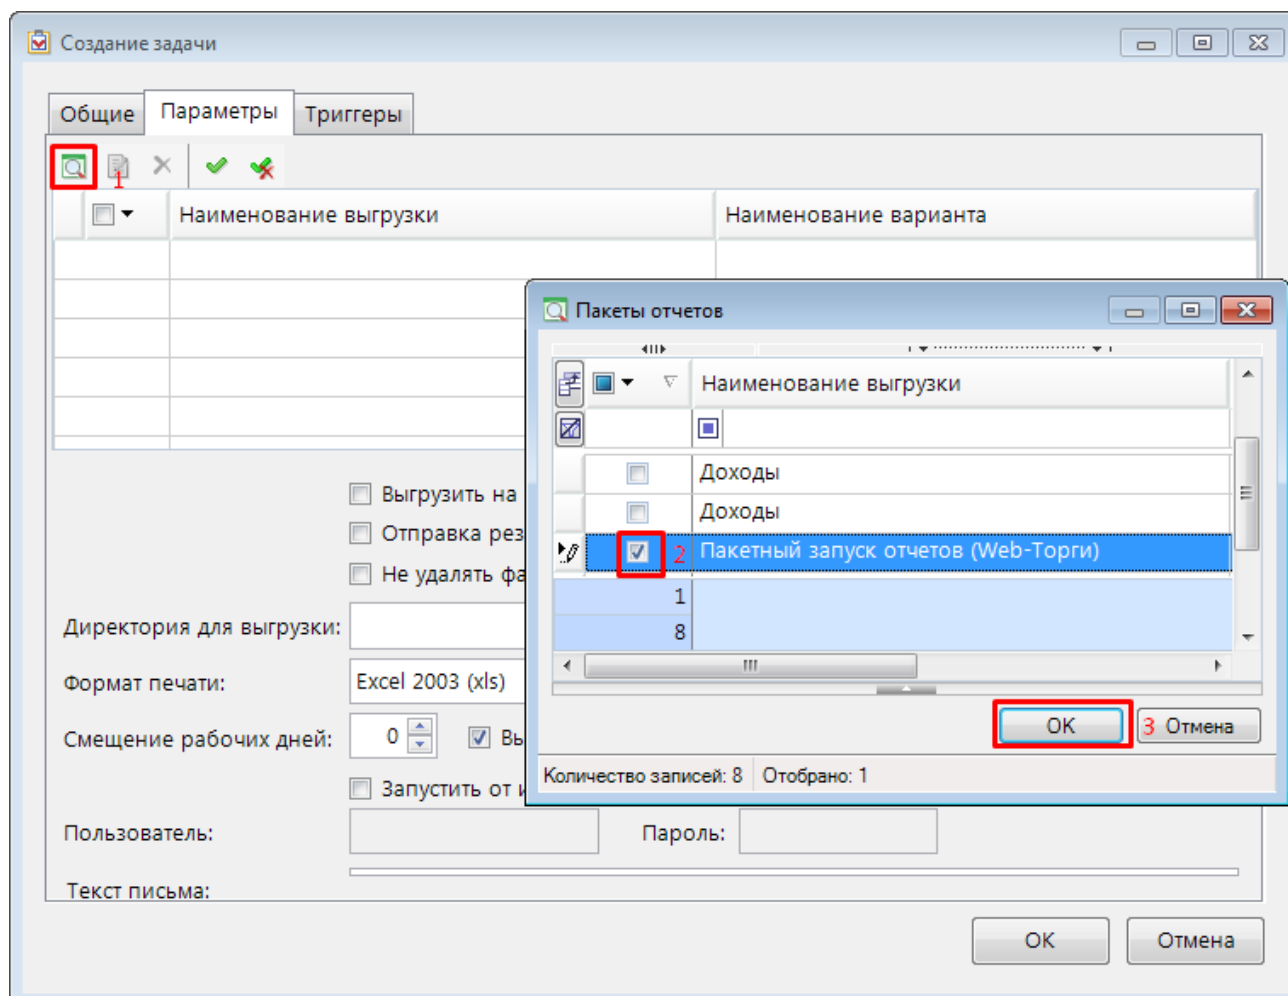 Создание задачи
Общие Параметры Триггеры
1
Наименование выгрузки Наименование варианта
Пакеты отчетов
Наименование выгрузки
Доходы
Доходы
2 Пакетный запуск отчетов (Web-Торги)
1
8
OK 3 Отмена
Количество записей: 8 Отобрано: 1
Выгрузить на
Отправка рез
Не удалять фа
Директория для выгрузки:
Формат печати: Excel 2003 (xls)
Смещение рабочих дней: 0 Вы
Запустить от и
Пользователь: Пароль:
Текст письма:
OK Отмена